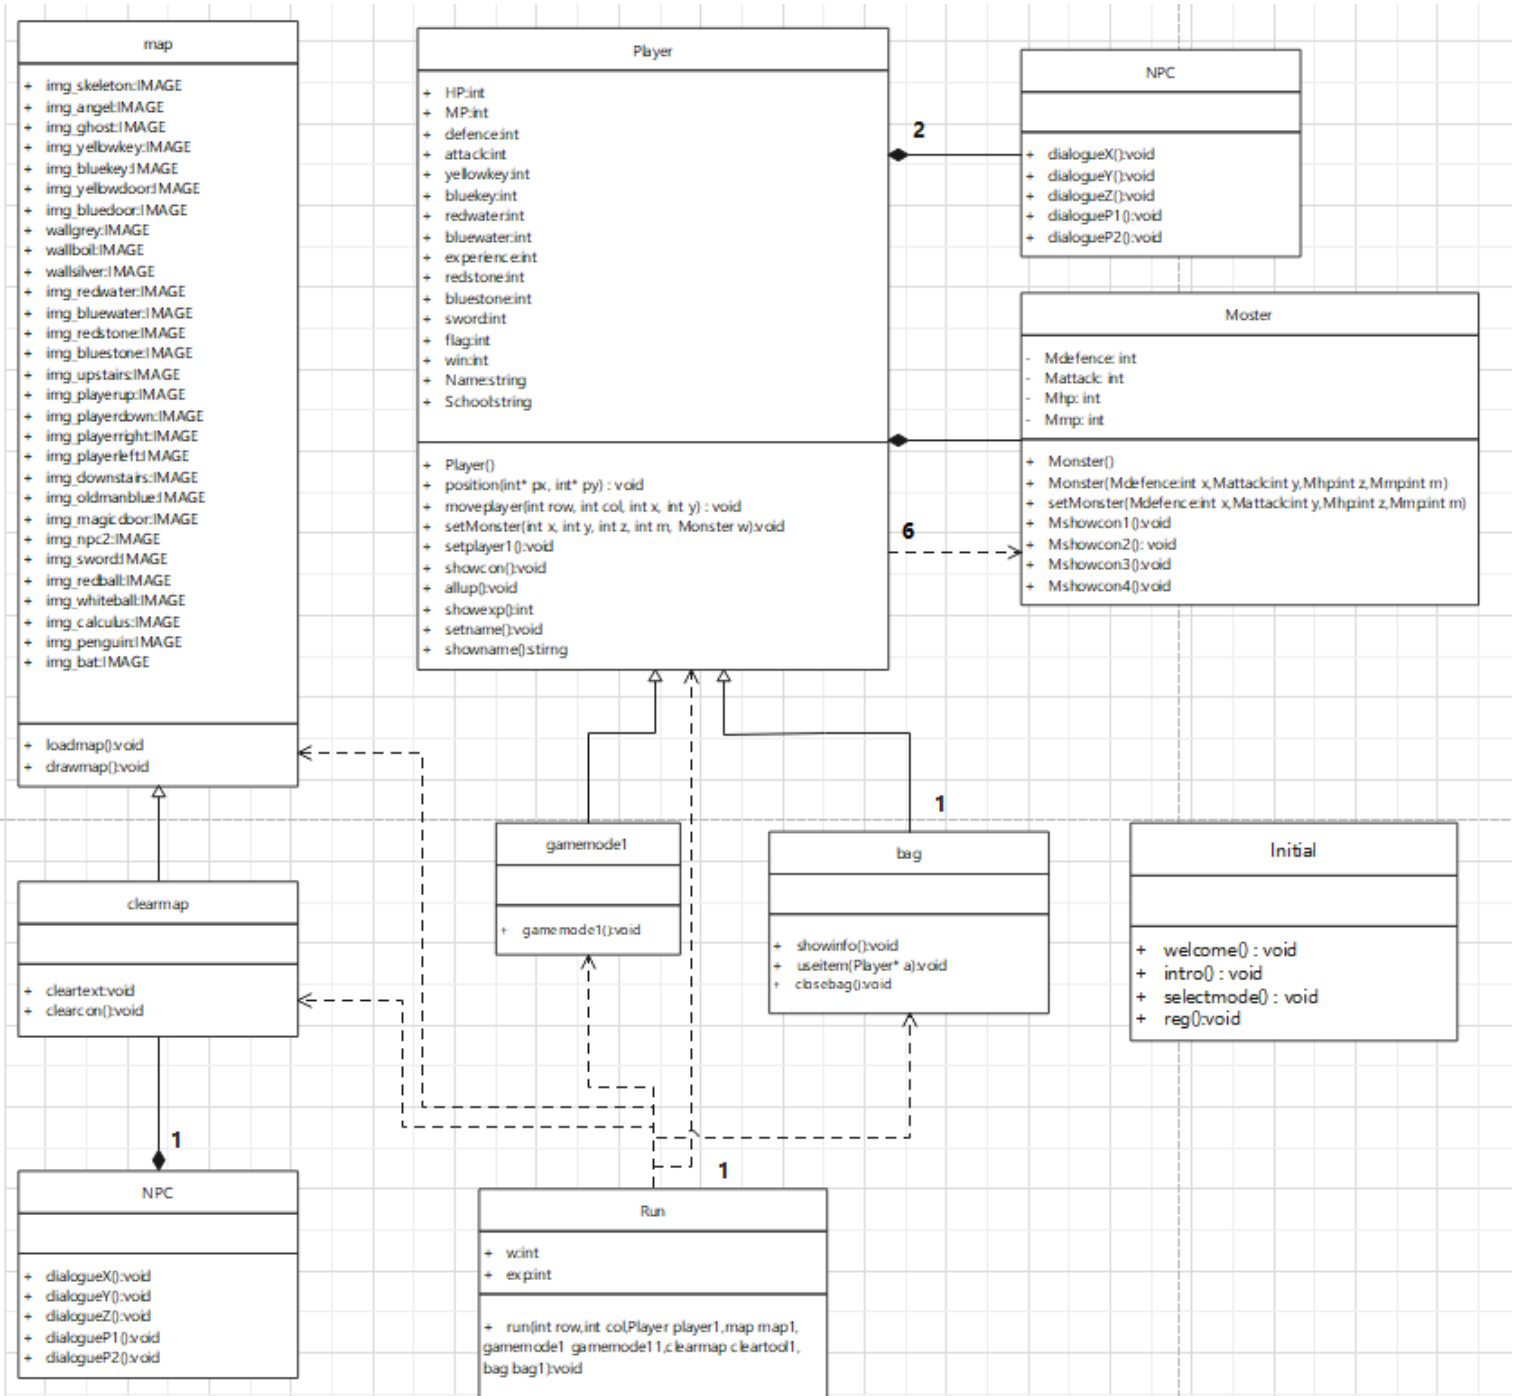 map
+ img_skeleton:IMAGE
+ img_angel:IMAGE
+ img_ghost:IMAGE
+ img_yellowkey:IMAGE
+ img_bluekey:IMAGE
+ img_yellowdoor:IMAGE
+ img_bluedoor:IMAGE
+ wallgrey:IMAGE
+ wallboil:IMAGE
+ wallsilver:IMAGE
+ img_redwater:IMAGE
+ img_bluewater:IMAGE
+ img_redstone:IMAGE
+ img_bluestone:IMAGE
+ img_upstairs:IMAGE
+ img_playerup:IMAGE
+ img_playerdown:IMAGE
+ img_playerright:IMAGE
+ img_playerleft:IMAGE
+ img_downstairs:IMAGE
+ img_oldmanblue:IMAGE
+ img_magicdoor:IMAGE
+ img_npc2:IMAGE
+ img_sword:IMAGE
+ img_redball:IMAGE
+ img_whiteball:IMAGE
+ img_calculus:IMAGE
+ img_penguin:IMAGE
+ img_bat:IMAGE
+ loadmap():void
+ drawmap():void
Player
+ HP:int
+ MP:int
+ defence:int
+ attack:int
+ yellowkey:int
+ bluekey:int
+ redwater:int
+ bluewater:int
+ experience:int
+ redstone:int
+ bluestone:int
+ sword:int
+ flag:int
+ win:int
+ Name:string
+ School:string
+ Player()
+ position(int* px, int* py) : void
+ moveplayer(int row, int col, int x, int y) : void
+ setMonster(int x, int y, int z, int m, Monster w):void
+ setplayer1():void
+ showcon():void
+ allup():void
+ showexp():int
+ setname():void
+ showname():stirng
2
NPC
+ dialogueX():void
+ dialogueY():void
+ dialogueZ():void
+ dialogueP1():void
+ dialogueP2():void
Moster
- Mdefence: int
- Mattack: int
- Mhp: int
- Mmp: int
+ Monster()
+ Monster(Mdefence:int x,Mattack:int y,Mhp:int z,Mmp:int m)
+ setMonster(Mdefence:int x,Mattack:int y,Mhp:int z,Mmp:int m)
+ Mshowcon1():void
+ Mshowcon2(): void
+ Mshowcon3():void
+ Mshowcon4():void
6
clearmap
+ cleartext:void
+ clearcon():void
gamemode1
+ gamemode1():void
1
bag
+ showinfo():void
+ useitem(Player* a):void
+ closebag():void
Initial
+ welcome() : void
+ intro() : void
+ selectmode() : void
+ reg():void
1
NPC
+ dialogueX():void
+ dialogueY():void
+ dialogueZ():void
+ dialogueP1():void
+ dialogueP2():void
1
Run
+ w:int
+ exp:int
+ run(int row,int col,Player player1,map map1,
gamemode1 gamemode11,clearmap cleartool1,
bag bag1):void